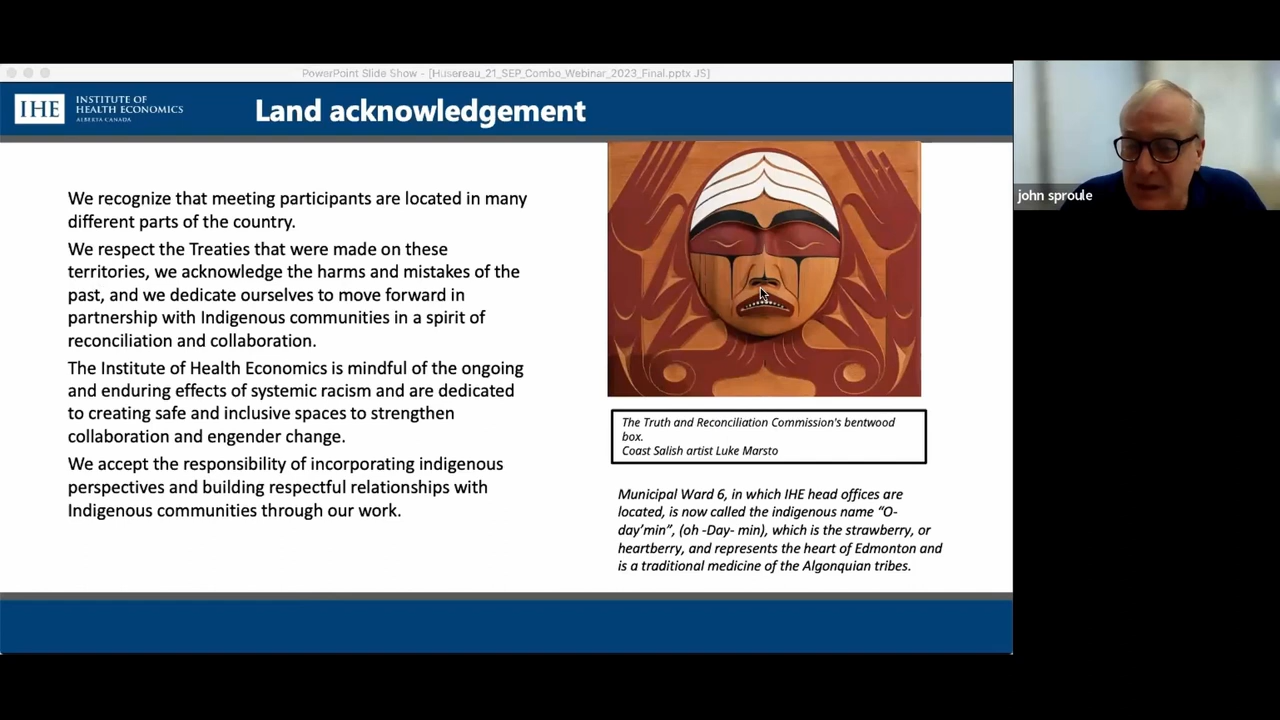 PowerPoint Slide Show - [Husereau_21_SEP_Combo_Webinar_2023_Final.pptx JS]
IHE
INSTITUTE OF
HEALTH ECONOMICS
ALBERTA CANADA
Land acknowledgement
john sproule
We recognize that meeting participants are located in many
different parts of the country.
We respect the Treaties that were made on these
territories, we acknowledge the harms and mistakes of the
past, and we dedicate ourselves to move forward in
partnership with Indigenous communities in a spirit of
reconciliation and collaboration.
The Institute of Health Economics is mindful of the ongoing
and enduring effects of systemic racism and are dedicated
to creating safe and inclusive spaces to strengthen
collaboration and engender change.
We accept the responsibility of incorporating indigenous
perspectives and building respectful relationships with
Indigenous communities through our work.
The Truth and Reconciliation Commission's bentwood
box.
Coast Salish artist Luke Marsto
Municipal Ward 6, in which IHE head offices are
located, is now called the indigenous name “O-
day’min”, (oh -Day- min), which is the strawberry, or
heartberry, and represents the heart of Edmonton and
is a traditional medicine of the Algonquian tribes.